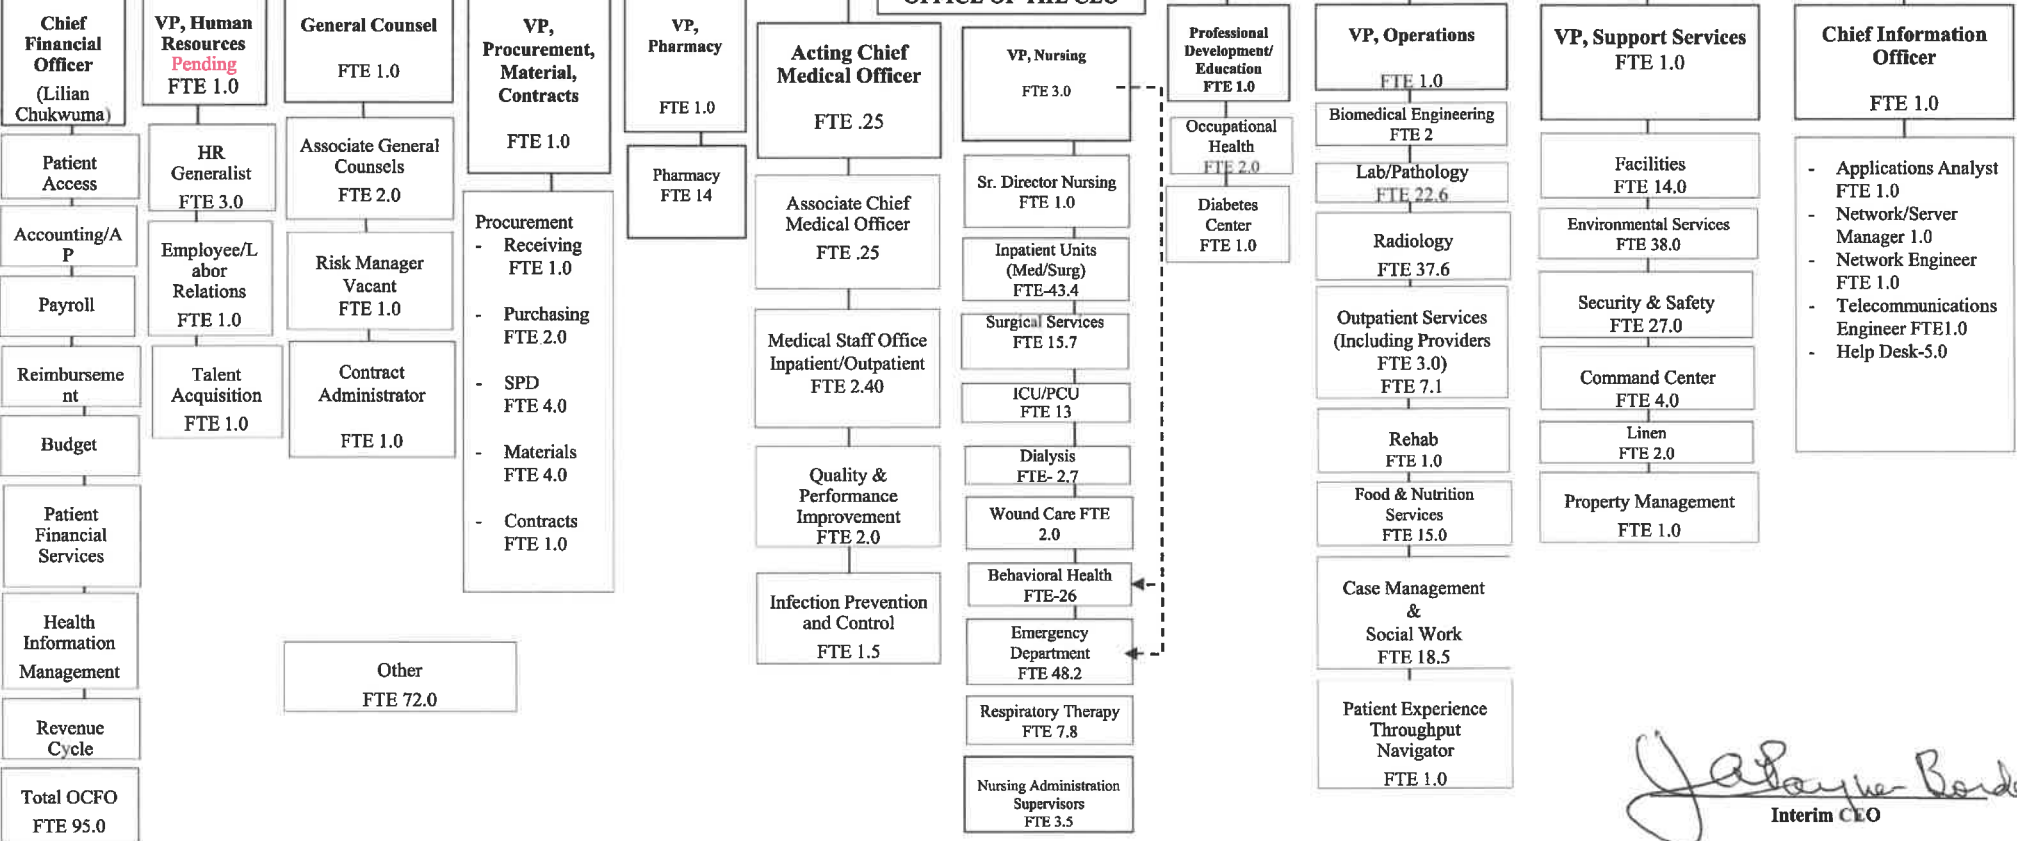 OFFICE OF THE CEO
Chief
Financial
Officer
(Lilian
Chukwuma)
Patient
Access
Accounting/A
P
Payroll
Reimburseme
nt
Budget
Patient
Financial
Services
Health
Information
Management
Revenue
Cycle
Total OCFO
FTE 95.0
VP, Human
Resources
Pending
FTE 1.0
HR
Generalist
FTE 3.0
Employee/L
abor
Relations
FTE 1.0
Talent
Acquisition
FTE 1.0
General Counsel
FTE 1.0
Associate General
Counsels
FTE 2.0
Risk Manager
Vacant
FTE 1.0
Contract
Administrator
FTE 1.0
Other
FTE 72.0
VP,
Procurement,
Material,
Contracts
FTE 1.0
Procurement
- Receiving
FTE 1.0
- Purchasing
FTE 2.0
- SPD
FTE 4.0
- Materials
FTE 4.0
- Contracts
FTE 1.0
VP,
Pharmacy
FTE 1.0
Pharmacy
FTE 14
Acting Chief
Medical Officer
FTE .25
Associate Chief
Medical Officer
FTE .25
Medical Staff Office
Inpatient/Outpatient
FTE 2.40
Quality &
Performance
Improvement
FTE 2.0
Infection Prevention
and Control
FTE 1.5
VP, Nursing
FTE 3.0
Sr. Director Nursing
FTE 1.0
Inpatient Units
(Med/Surg)
FTE-43.4
Surgical Services
FTE 15.7
ICU/PCU
FTE 13
Dialysis
FTE- 2.7
Wound Care FTE
2.0
Behavioral Health
FTE-26
Emergency
Department
FTE 48.2
Respiratory Therapy
FTE 7.8
Nursing Administration
Supervisors
FTE 3.5
Professional
Development/
Education
FTE 1.0
Occupational
Health
FTE 2.0
Diabetes
Center
FTE 1.0
VP, Operations
FTE 1.0
Biomedical Engineering
FTE 2
Lab/Pathology
FTE 22.6
Radiology
FTE 37.6
Outpatient Services
(Including Providers
FTE 3.0)
FTE 7.1
Rehab
FTE 1.0
Food & Nutrition
Services
FTE 15.0
Case Management
&
Social Work
FTE 18.5
Patient Experience
Throughput
Navigator
FTE 1.0
VP, Support Services
FTE 1.0
Facilities
FTE 14.0
Environmental Services
FTE 38.0
Security & Safety
FTE 27.0
Command Center
FTE 4.0
Linen
FTE 2.0
Property Management
FTE 1.0
Chief Information
Officer
FTE 1.0
- Applications Analyst
FTE 1.0
- Network/Server
Manager 1.0
- Network Engineer
FTE 1.0
- Telecommunications
Engineer FTE1.0
- Help Desk-5.0
Interim CEO